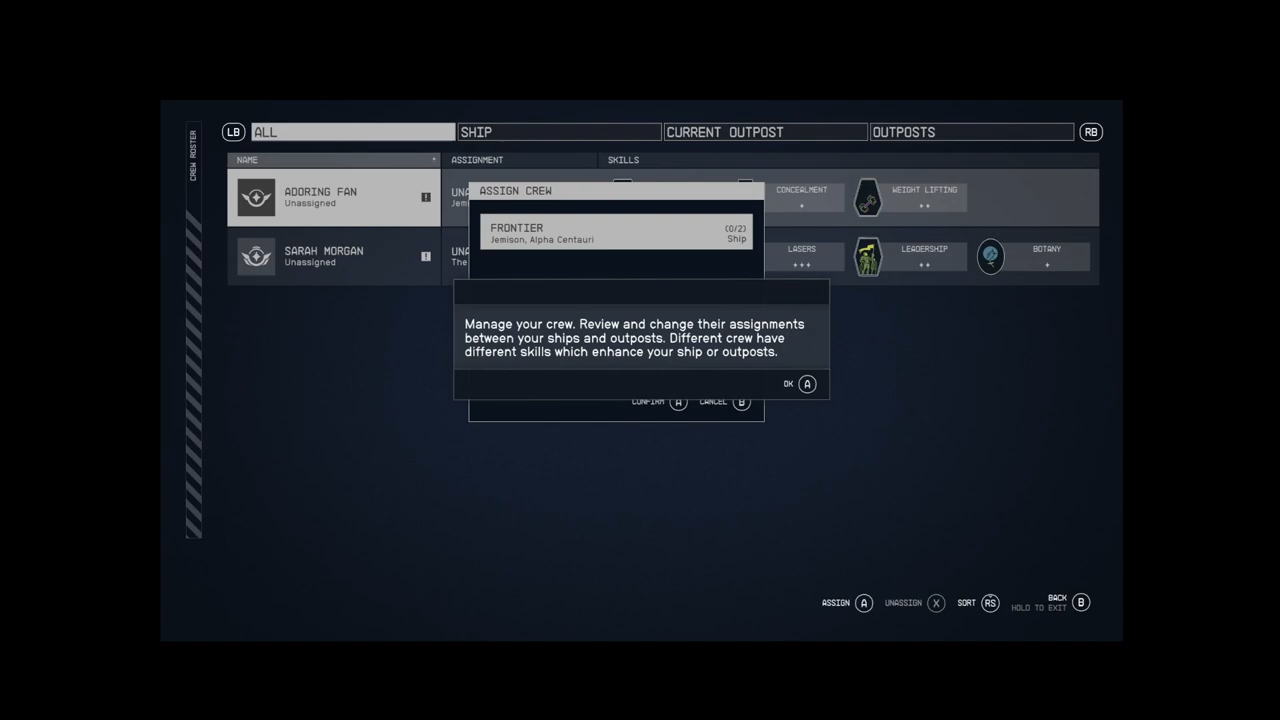 CREW ROSTER
LB
ALL
SHIP
CURRENT OUTPOST
OUTPOSTS
RB
NAME
ASSIGNMENT
SKILLS
ADORING FAN
Unassigned
ASSIGN CREW
CONCEALMENT
WEIGHT LIFTING
FRONTIER
Jemison, Alpha Centauri
(0/2)
Ship
SARAH MORGAN
Unassigned
The
LASERS
LEADERSHIP
BOTANY
Manage your crew. Review and change their assignments
between your ships and outposts. Different crew have
different skills which enhance your ship or outposts.
OK A
CONFIRM A CANCEL B
ASSIGN A UNASSIGN X SORT RS BACK B
HOLD TO EXIT